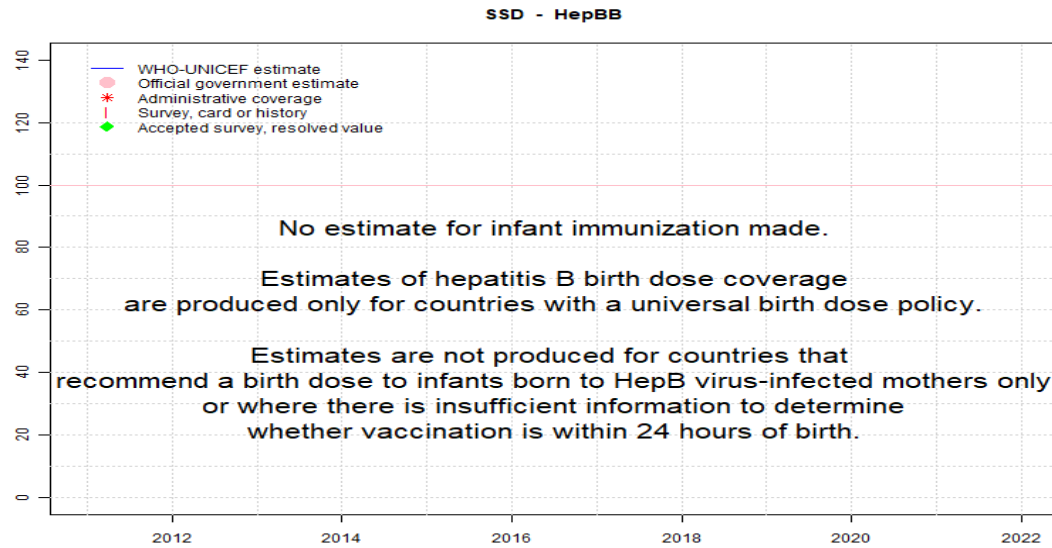 SSD - HepBB
140
120
100
80
60
40
20
0
WHO-UNICEF estimate
Official government estimate
Administrative coverage
Survey, card or history
Accepted survey, resolved value
No estimate for infant immunization made.
Estimates of hepatitis B birth dose coverage
are produced only for countries with a universal birth dose policy.
Estimates are not produced for countries that
recommend a birth dose to infants born to HepB virus-infected mothers only
or where there is insufficient information to determine
whether vaccination is within 24 hours of birth.
2012 2014 2016 2018 2020 2022